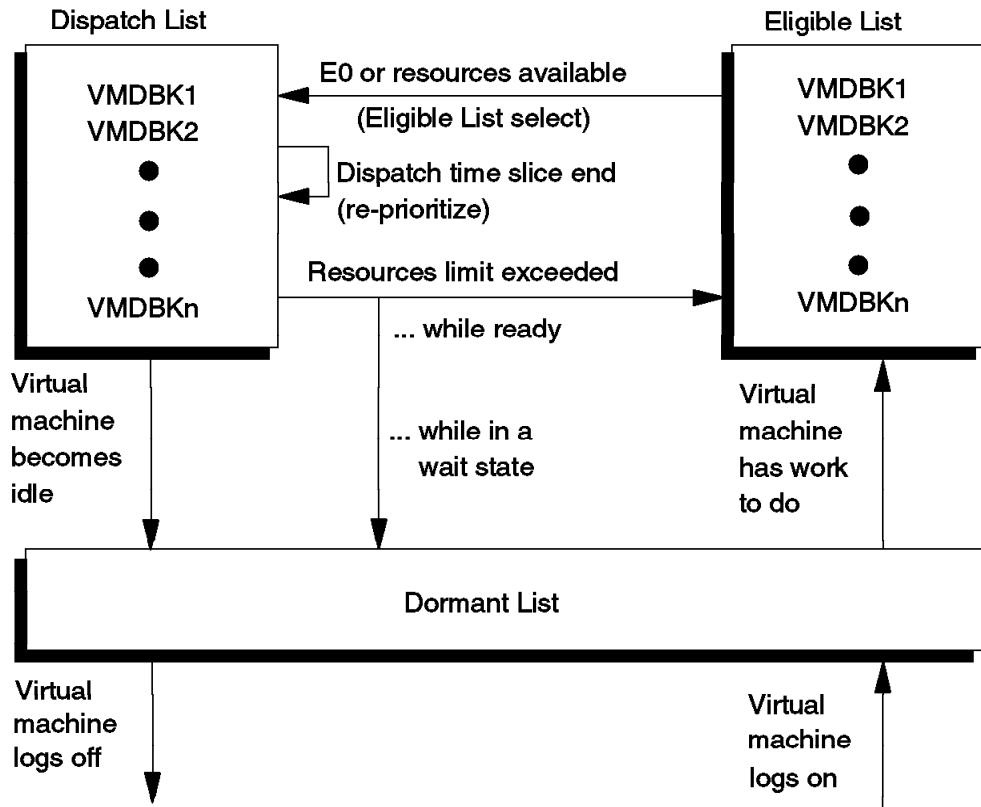 Dispatch List
Eligible List
VMDBK1
VMDBK2
VMDBKn
E0 or resources available
(Eligible List select)
Dispatch time slice end
(re-prioritize)
Resources limit exceeded
... while ready
... while in a
wait state
VMDBK1
VMDBK2
VMDBKn
Virtual
machine
becomes
idle
Virtual
machine
has work
to do
Dormant List
Virtual
machine
logs off
Virtual
machine
logs on